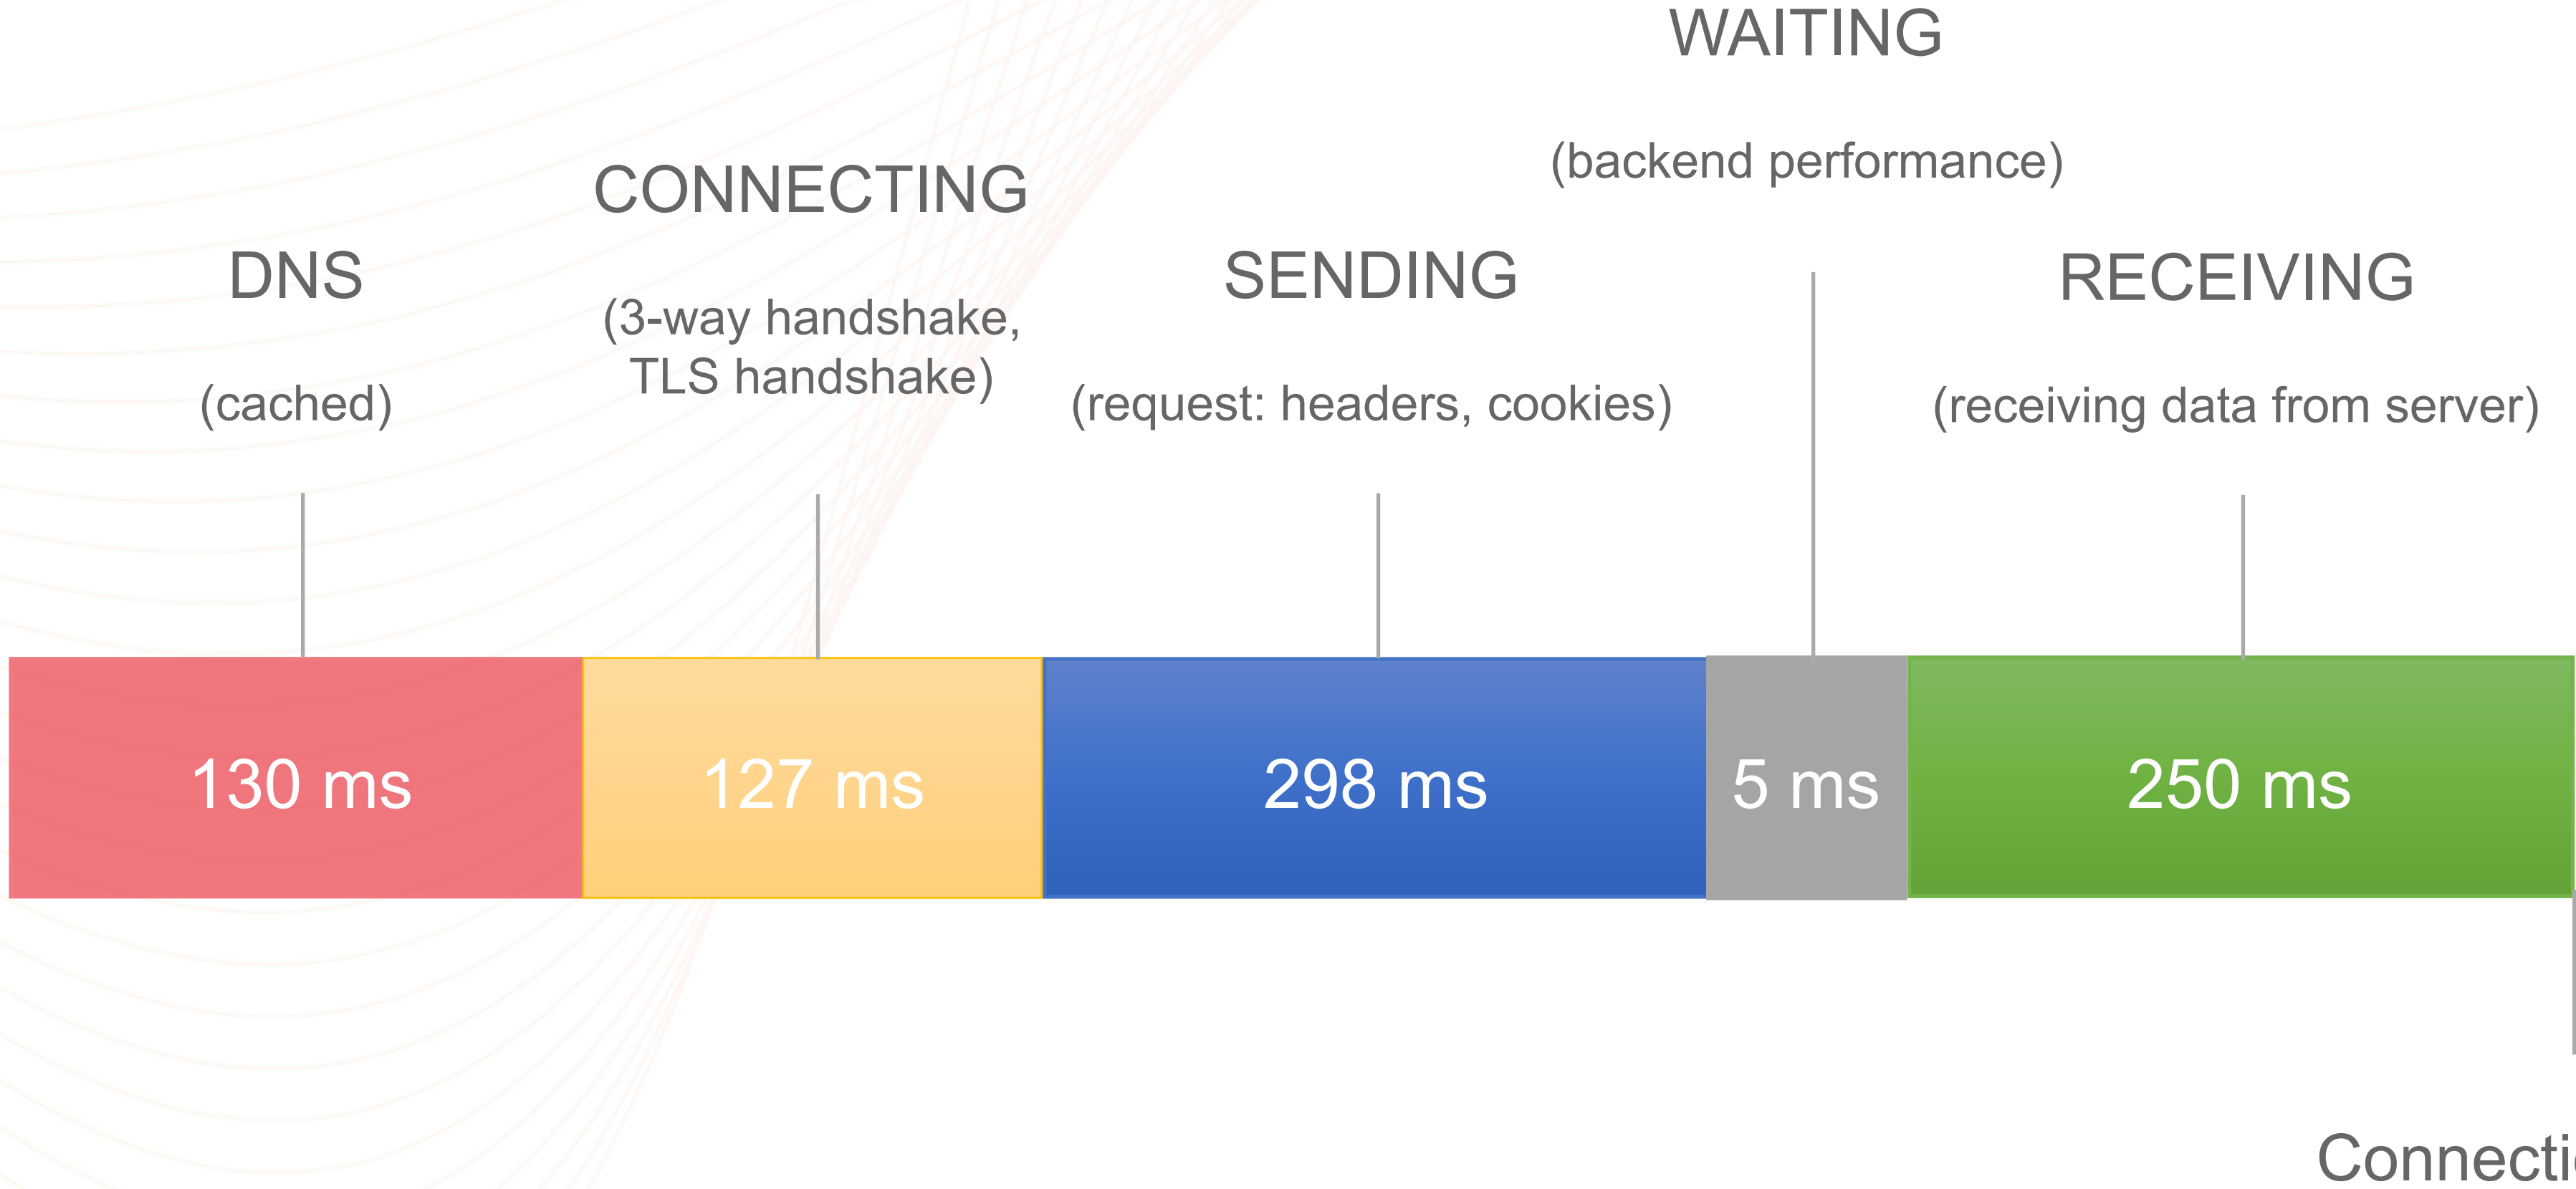 WAITING
(backend performance)
CONNECTING
(3-way handshake,
TLS handshake)
DNS
(cached)
SENDING
(request: headers, cookies)
RECEIVING
(receiving data from server)
130 ms
127 ms
298 ms
5 ms
250 ms